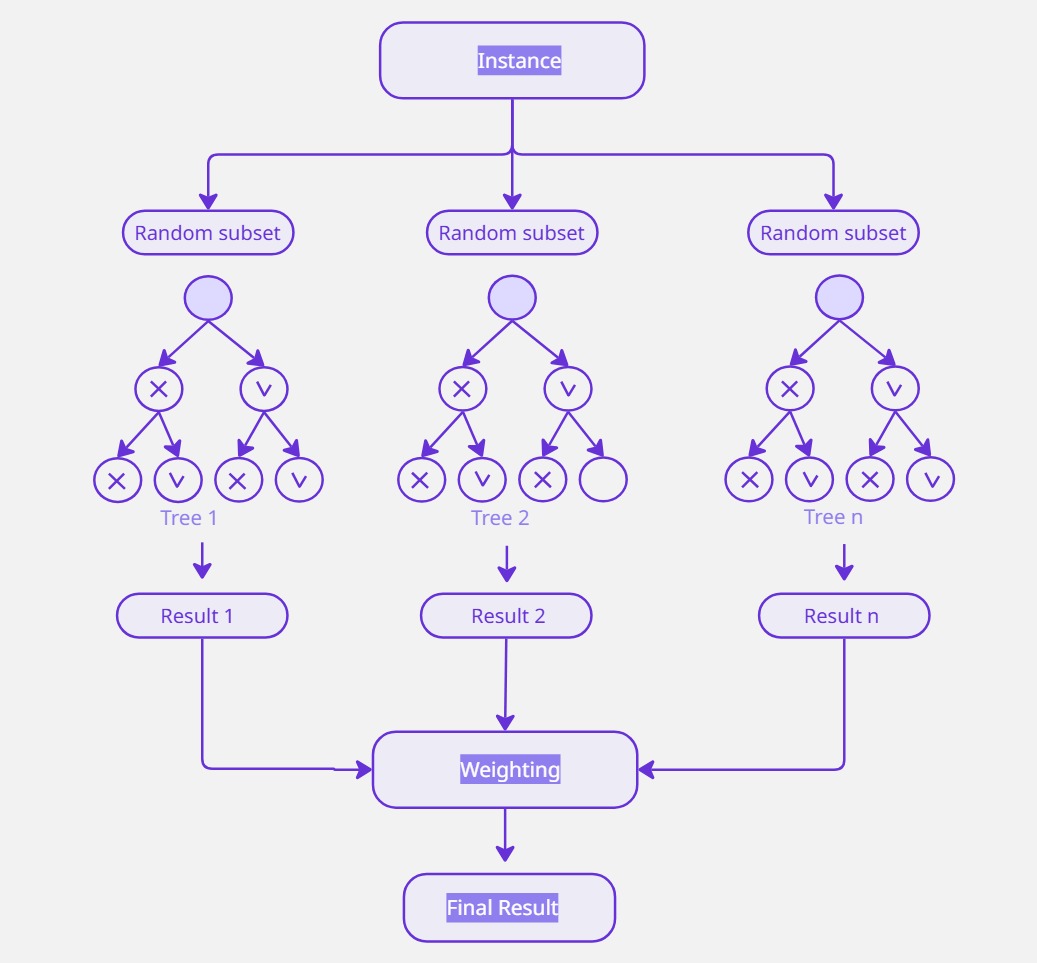 Instance
Random subset
Random subset
Random subset
Tree 1
Tree 2
Tree n
Result 1
Result 2
Result n
Weighting
Final Result